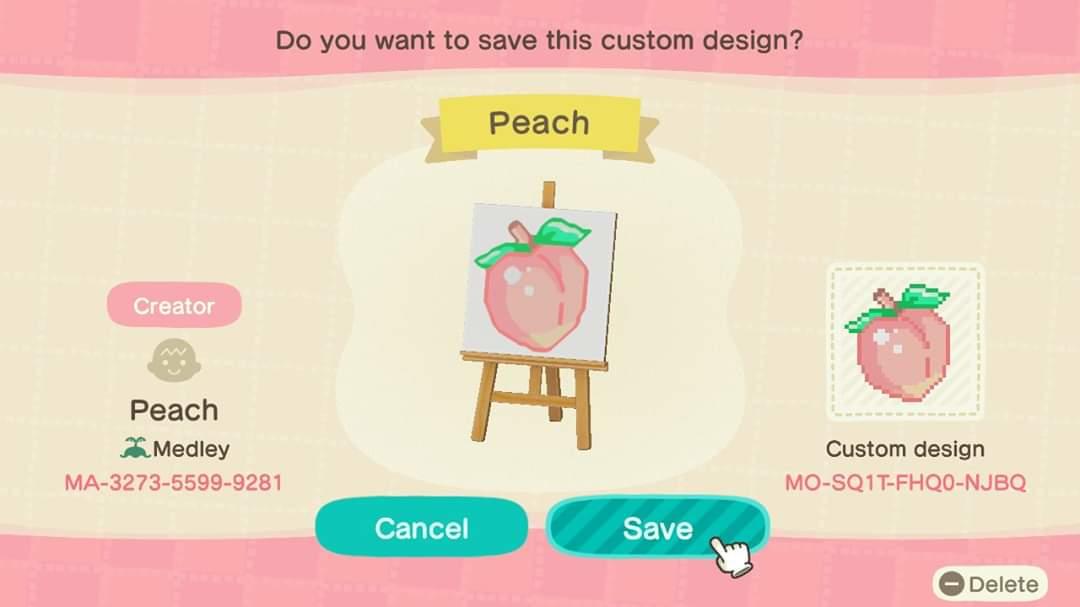 Do you want to save this custom design?
Peach
Creator
Peach
Medley
MA-3273-5599-9281
Custom design
MO-SQ1T-FHQ0-NJBQ
Cancel
Save
Delete